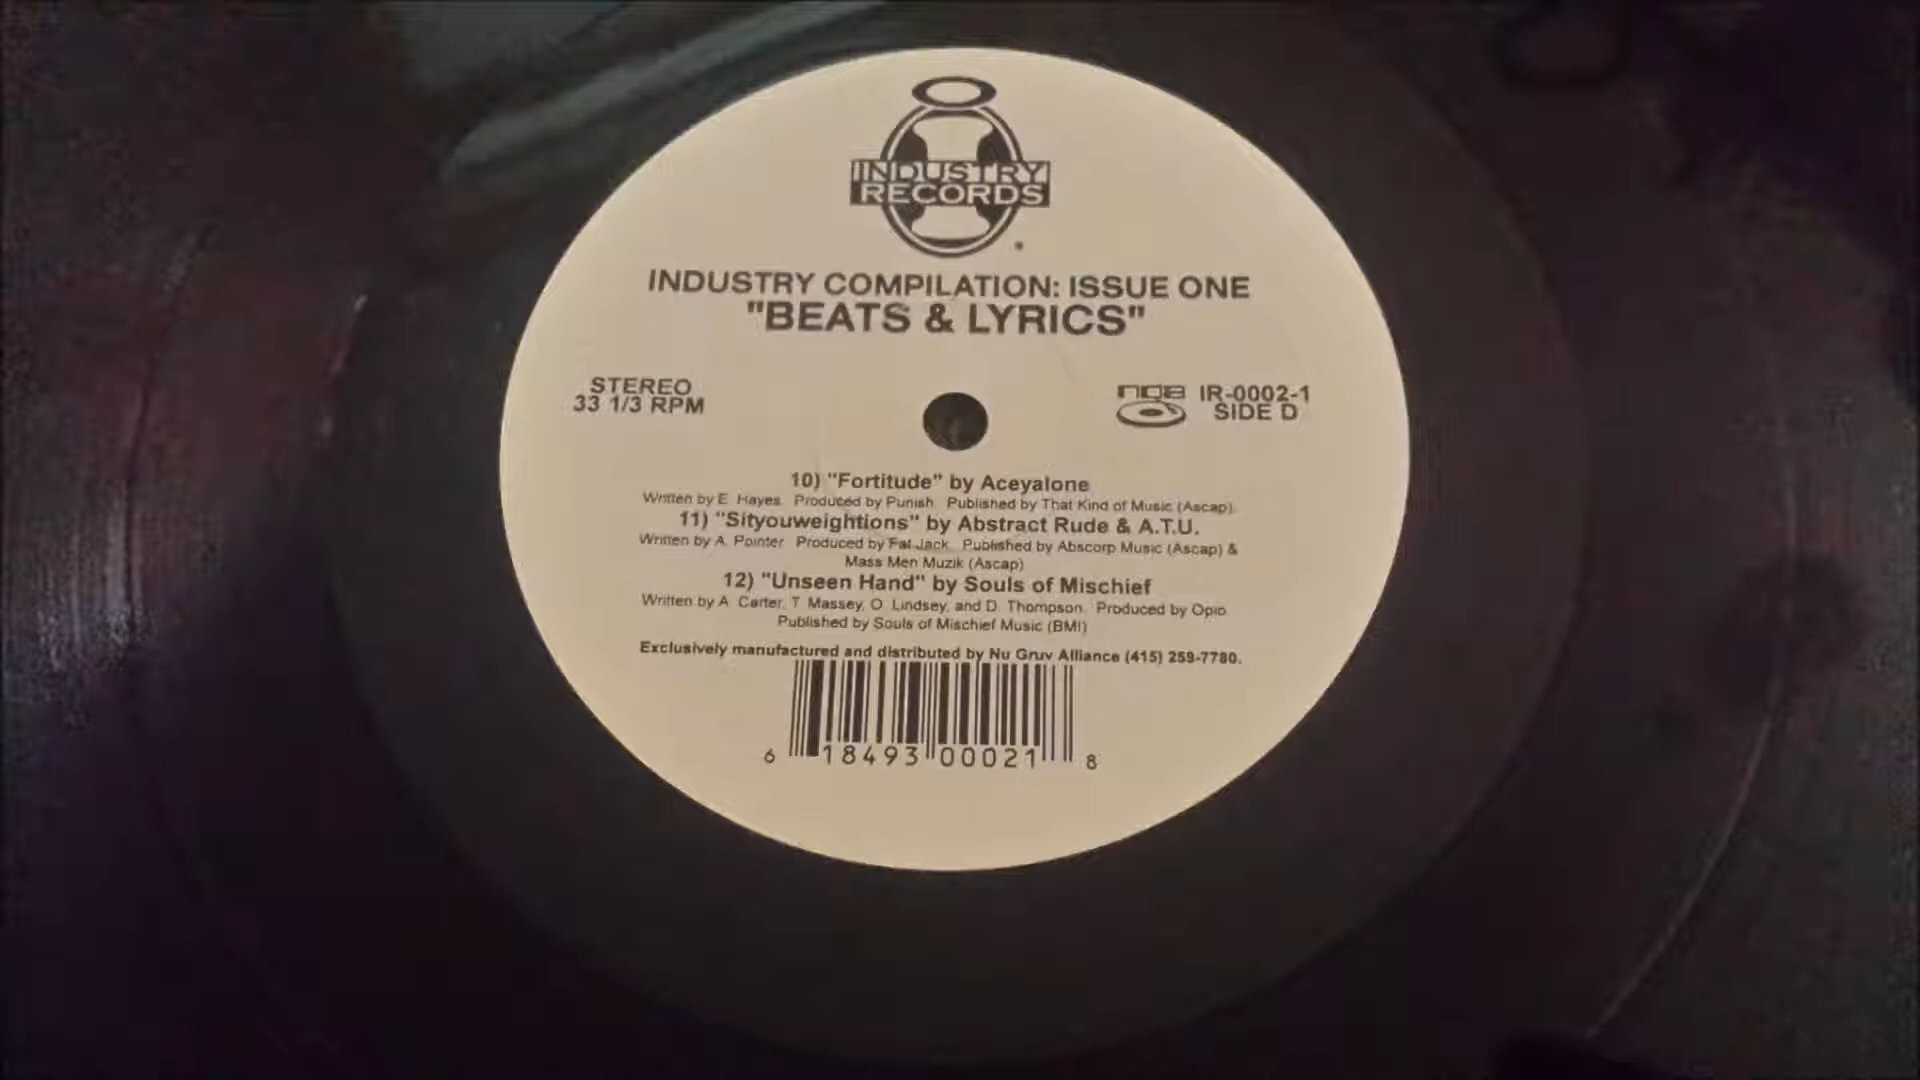 INDUSTRY
RECORDS
INDUSTRY COMPILATION: ISSUE ONE
"BEATS & LYRICS"
STEREO
33 1/3 RPM
nga IR-0002-1
SIDE D
10) "Fortitude" by Aceyalone
Written by E. Hayes. Produced by Punish. Published by That Kind of Music (Ascap).
11) "Sityouweightions" by Abstract Rude & A.T.U.
Written by A. Pointer. Produced by Fat Jack. Published by Abscorp Music (Ascap) &
Mass Men Muzik (Ascap)
12) "Unseen Hand" by Souls of Mischief
Written by A. Carter, T. Massey, O. Lindsey, and D. Thompson. Produced by Opio.
Published by Souls of Mischief Music (BMI)
Exclusively manufactured and distributed by Nu Gruv Alliance (415) 259-7780.
6 18493 00021 8